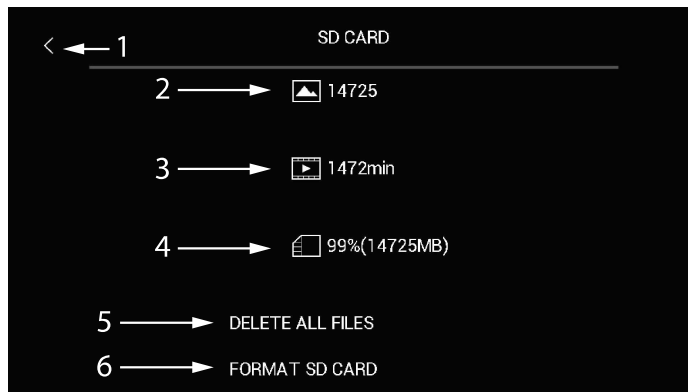 SD CARD
1
2 14725
3 1472min
4 99%(14725MB)
5 DELETE ALL FILES
6 FORMAT SD CARD